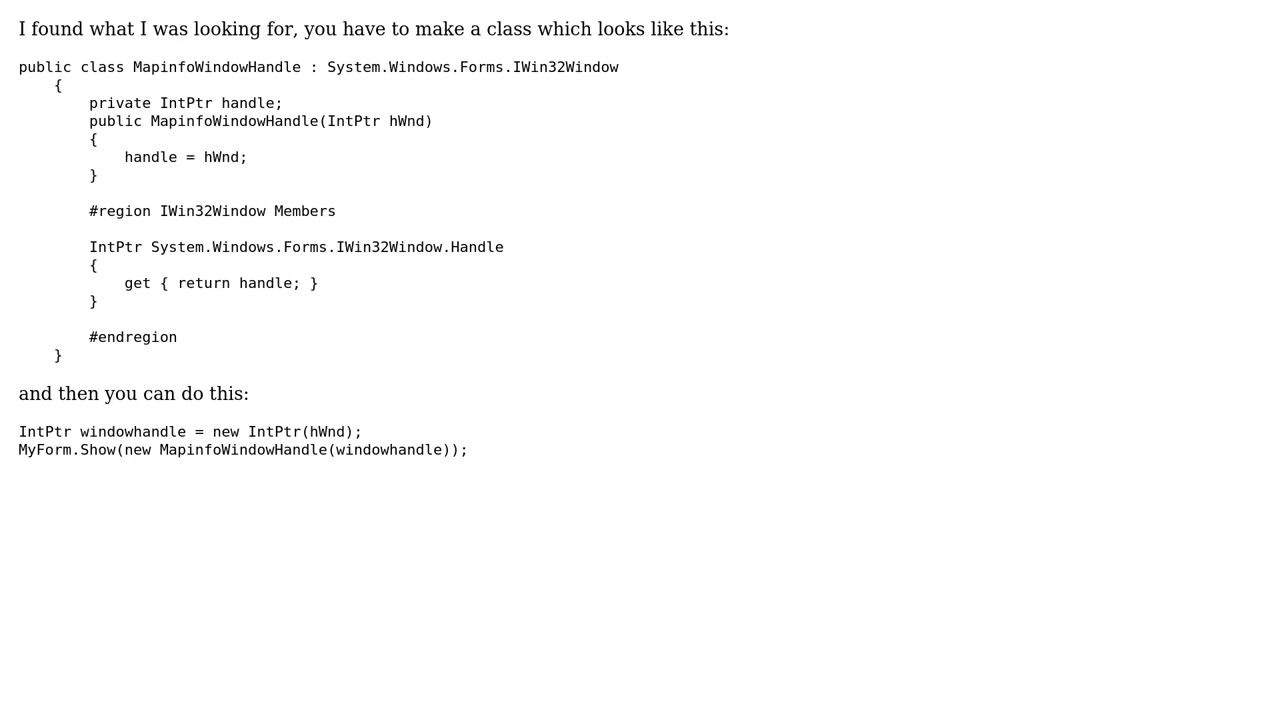 I found what I was looking for, you have to make a class which looks like this:
public class MapinfoWindowHandle : System.Windows.Forms.IWin32Window
    {
        private IntPtr handle;
        public MapinfoWindowHandle(IntPtr hWnd)
        {
            handle = hWnd;
        }

        #region IWin32Window Members

        IntPtr System.Windows.Forms.IWin32Window.Handle
        {
            get { return handle; }
        }

        #endregion
    }
and then you can do this:
IntPtr windowhandle = new IntPtr(hWnd);
MyForm.Show(new MapinfoWindowHandle(windowhandle));